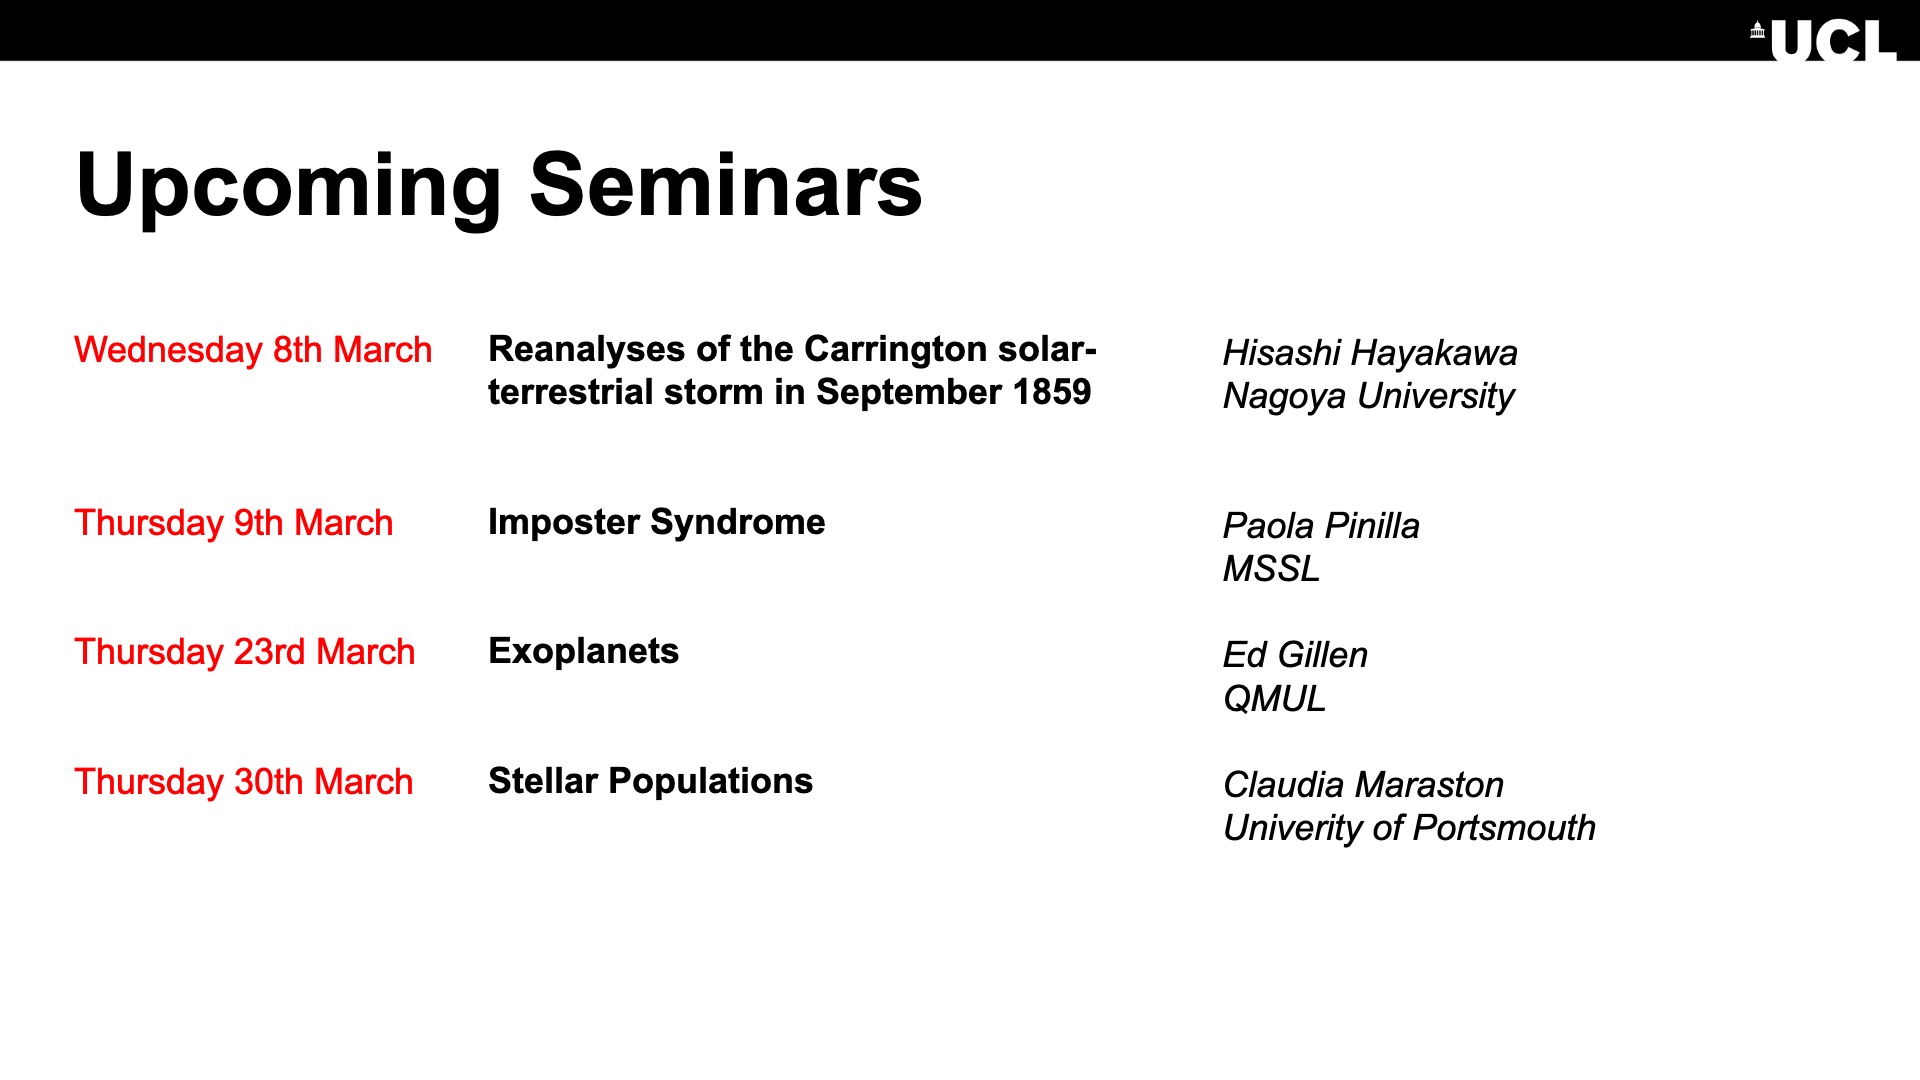 UCL
Upcoming Seminars
Wednesday 8th March
Reanalyses of the Carrington solar-
terrestrial storm in September 1859
Hisashi Hayakawa
Nagoya University
Thursday 9th March
Imposter Syndrome
Paola Pinilla
MSSL
Thursday 23rd March
Exoplanets
Ed Gillen
QMUL
Thursday 30th March
Stellar Populations
Claudia Maraston
Univerity of Portsmouth